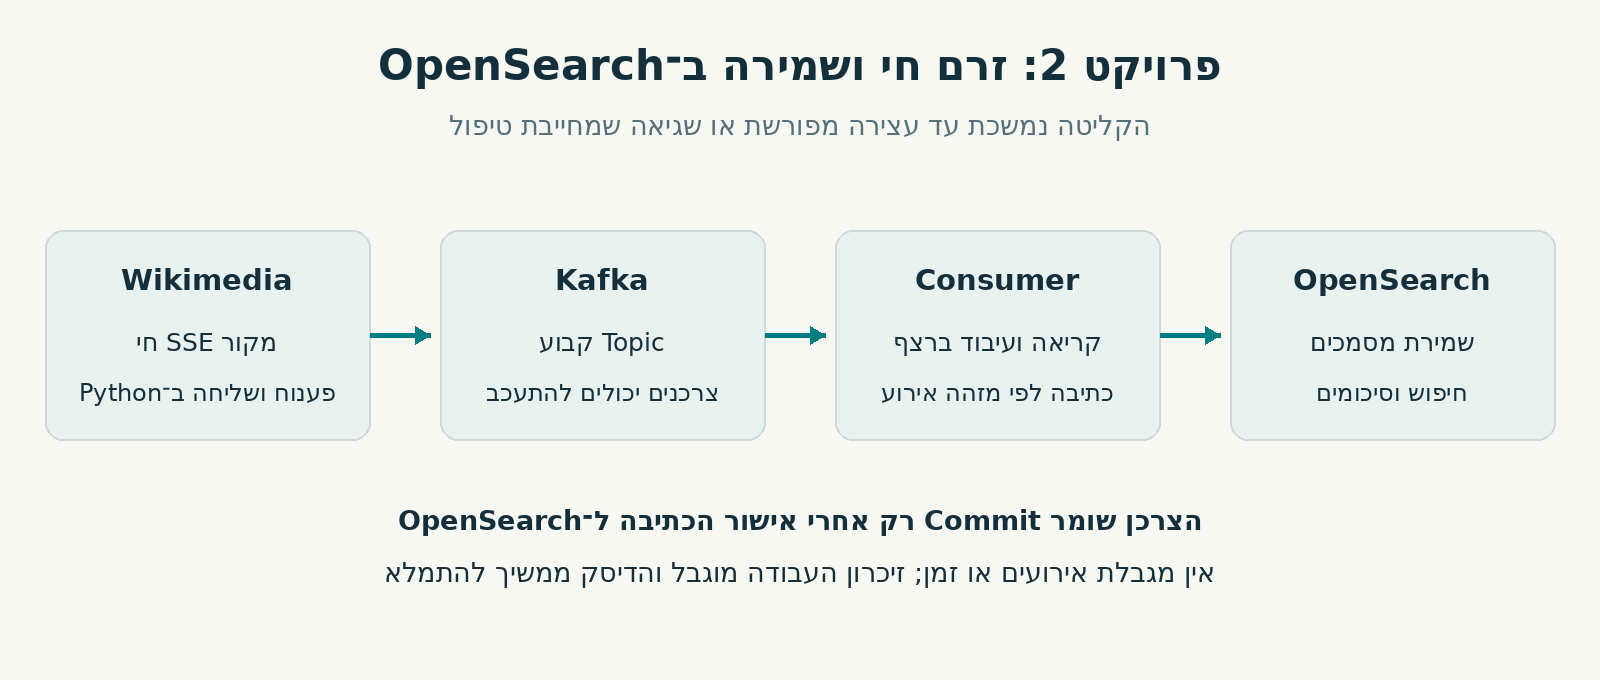 פרויקט 2: זרם חי ושמירה ב־OpenSearch
הקליטה נמשכת עד עצירה מפורשת או שגיאה שמחייבת טיפול
Wikimedia
מקור SSE חי
פענוח ושליחה ב־Python
Kafka
Topic קבוע
צרכנים יכולים להתעכב
Consumer
קריאה ועיבוד ברצף
כתיבה לפי מזהה אירוע
OpenSearch
שמירת מסמכים
חיפוש וסיכומים
הצרכן שומר Commit רק אחרי אישור הכתיבה ל־OpenSearch
אין מגבלת אירועים או זמן; זיכרון העבודה מוגבל והדיסק ממשיך להתמלא